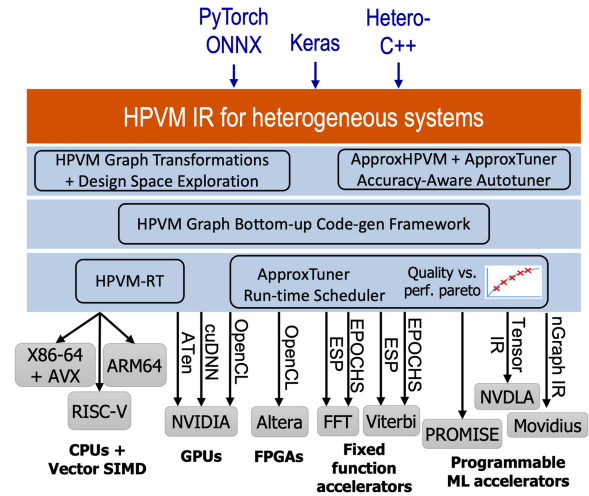 PyTorch
ONNX
Keras
Hetero-
C++
HPVM IR for heterogeneous systems
HPVM Graph Transformations
+ Design Space Exploration
ApproxHPVM + ApproxTuner
Accuracy-Aware Autotuner
HPVM Graph Bottom-up Code-gen Framework
HPVM-RT
ApproxTuner
Run-time Scheduler
Quality vs.
perf. pareto
X86-64
+ AVX
ARM64
RISC-V
CPUs +
Vector SIMD
ATen
cuDNN
OpenCL
NVIDIA
GPUs
OpenCL
Altera
FPGAs
ESP
EPOCHS
FFT
ESP
EPOCHS
Viterbi
Fixed
function
accelerators
PROMISE
Tensor
IR
NVDLA
nGraph IR
Movidius
Programmable
ML accelerators